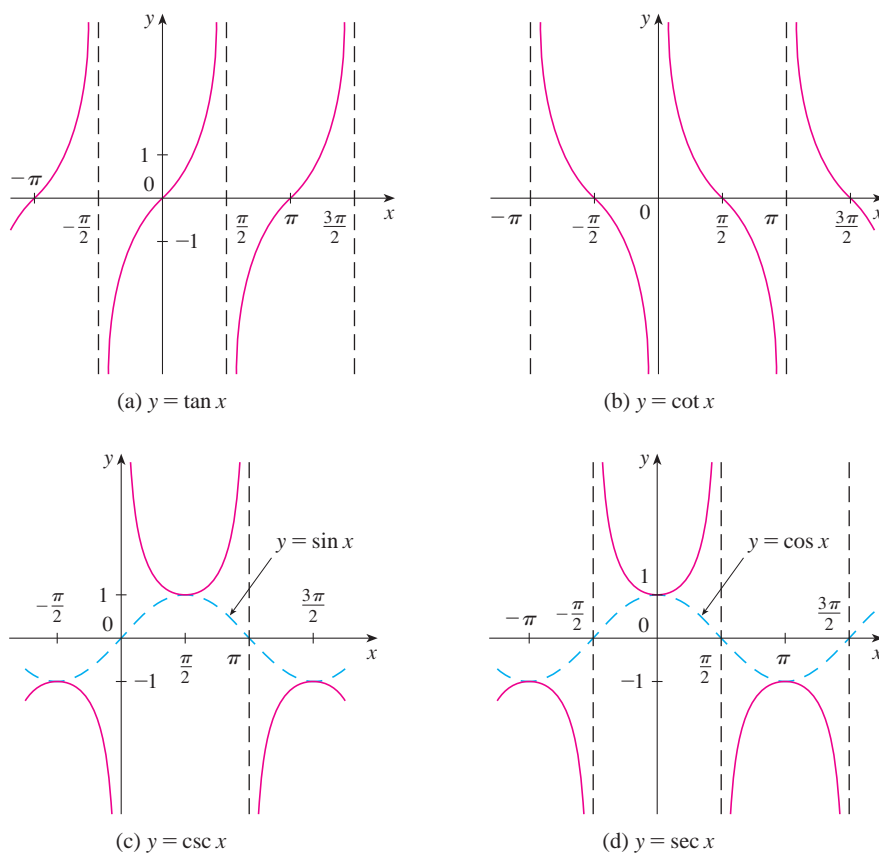 y
1
−π
0
−π/2
−1
π/2
π
3π/2
x
(a) y = tan x
y
−π
−π/2
0
π/2
π
3π/2
x
(b) y = cot x
y
y = sin x
−π/2
1
0
3π/2
π/2
π
x
−1
(c) y = csc x
y
y = cos x
1
−π
−π/2
0
3π/2
π/2
π
x
−1
(d) y = sec x